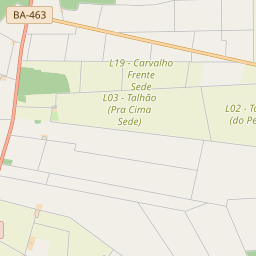 BA-463
L19 - Carvalho
Frente
Sede
L03 - Talhão
(Pra Cima
Sede)
L02 - Ta
(do Pe